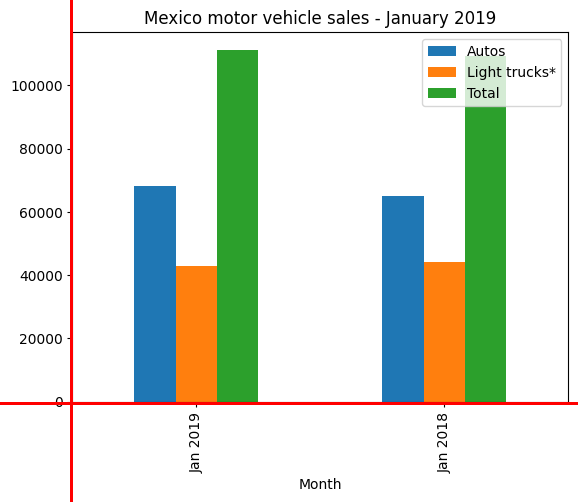 Mexico motor vehicle sales - January 2019
Autos
Light trucks*
Total
100000
80000
60000
40000
20000
0
Jan 2019
Jan 2018
Month